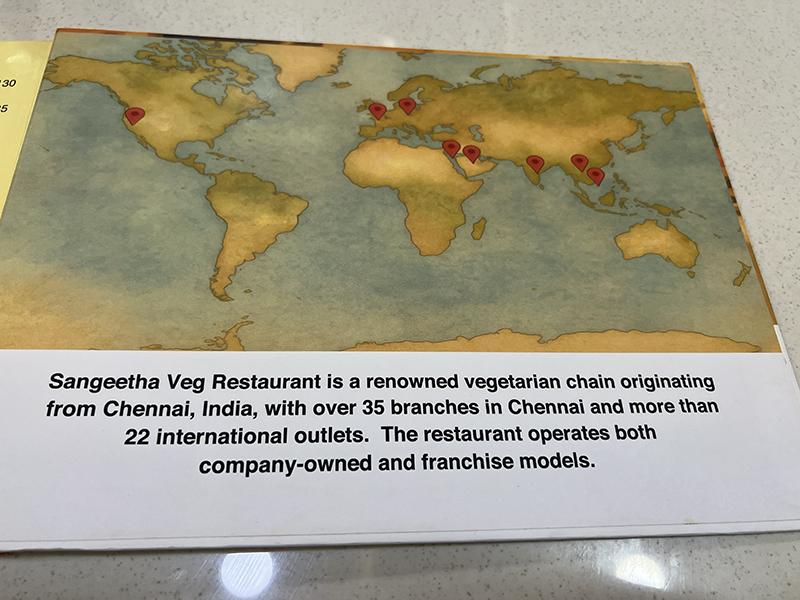 Sangeetha Veg Restaurant is a renowned vegetarian chain originating
from Chennai, India, with over 35 branches in Chennai and more than
22 international outlets. The restaurant operates both
company-owned and franchise models.